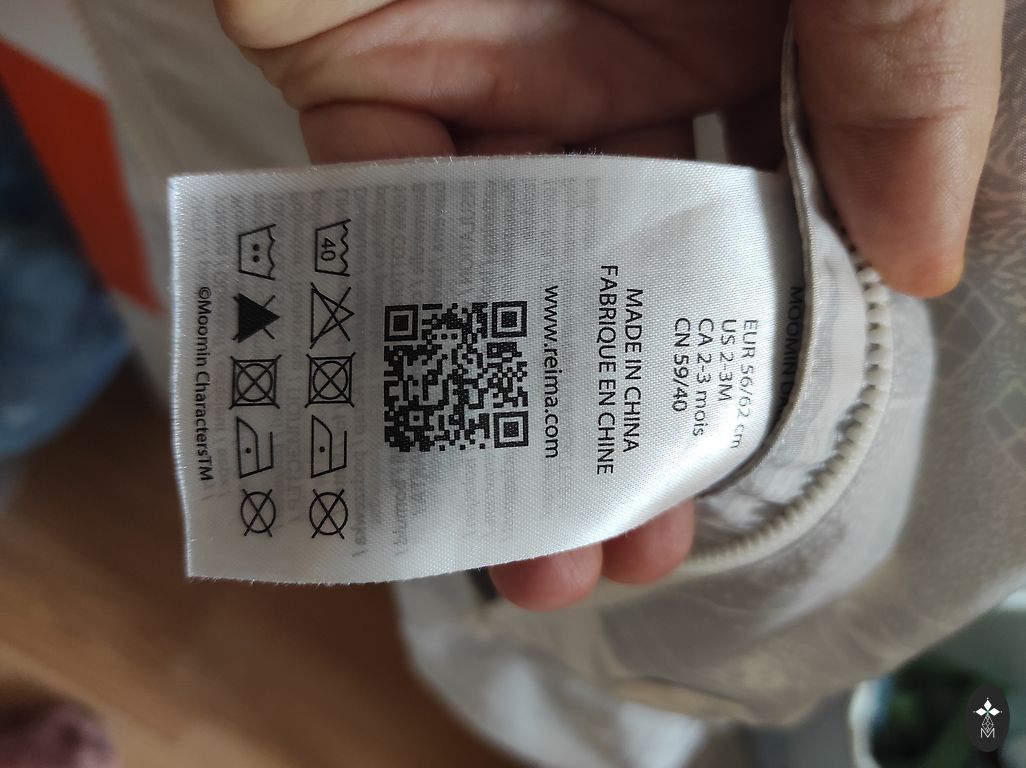 EUR 56/62 cm
US 2-3M
CA 2-3 mois
CN 59/40
MADE IN CHINA
FABRIQUE EN CHINE
www.reima.com
40
©Moomin CharactersTM
M